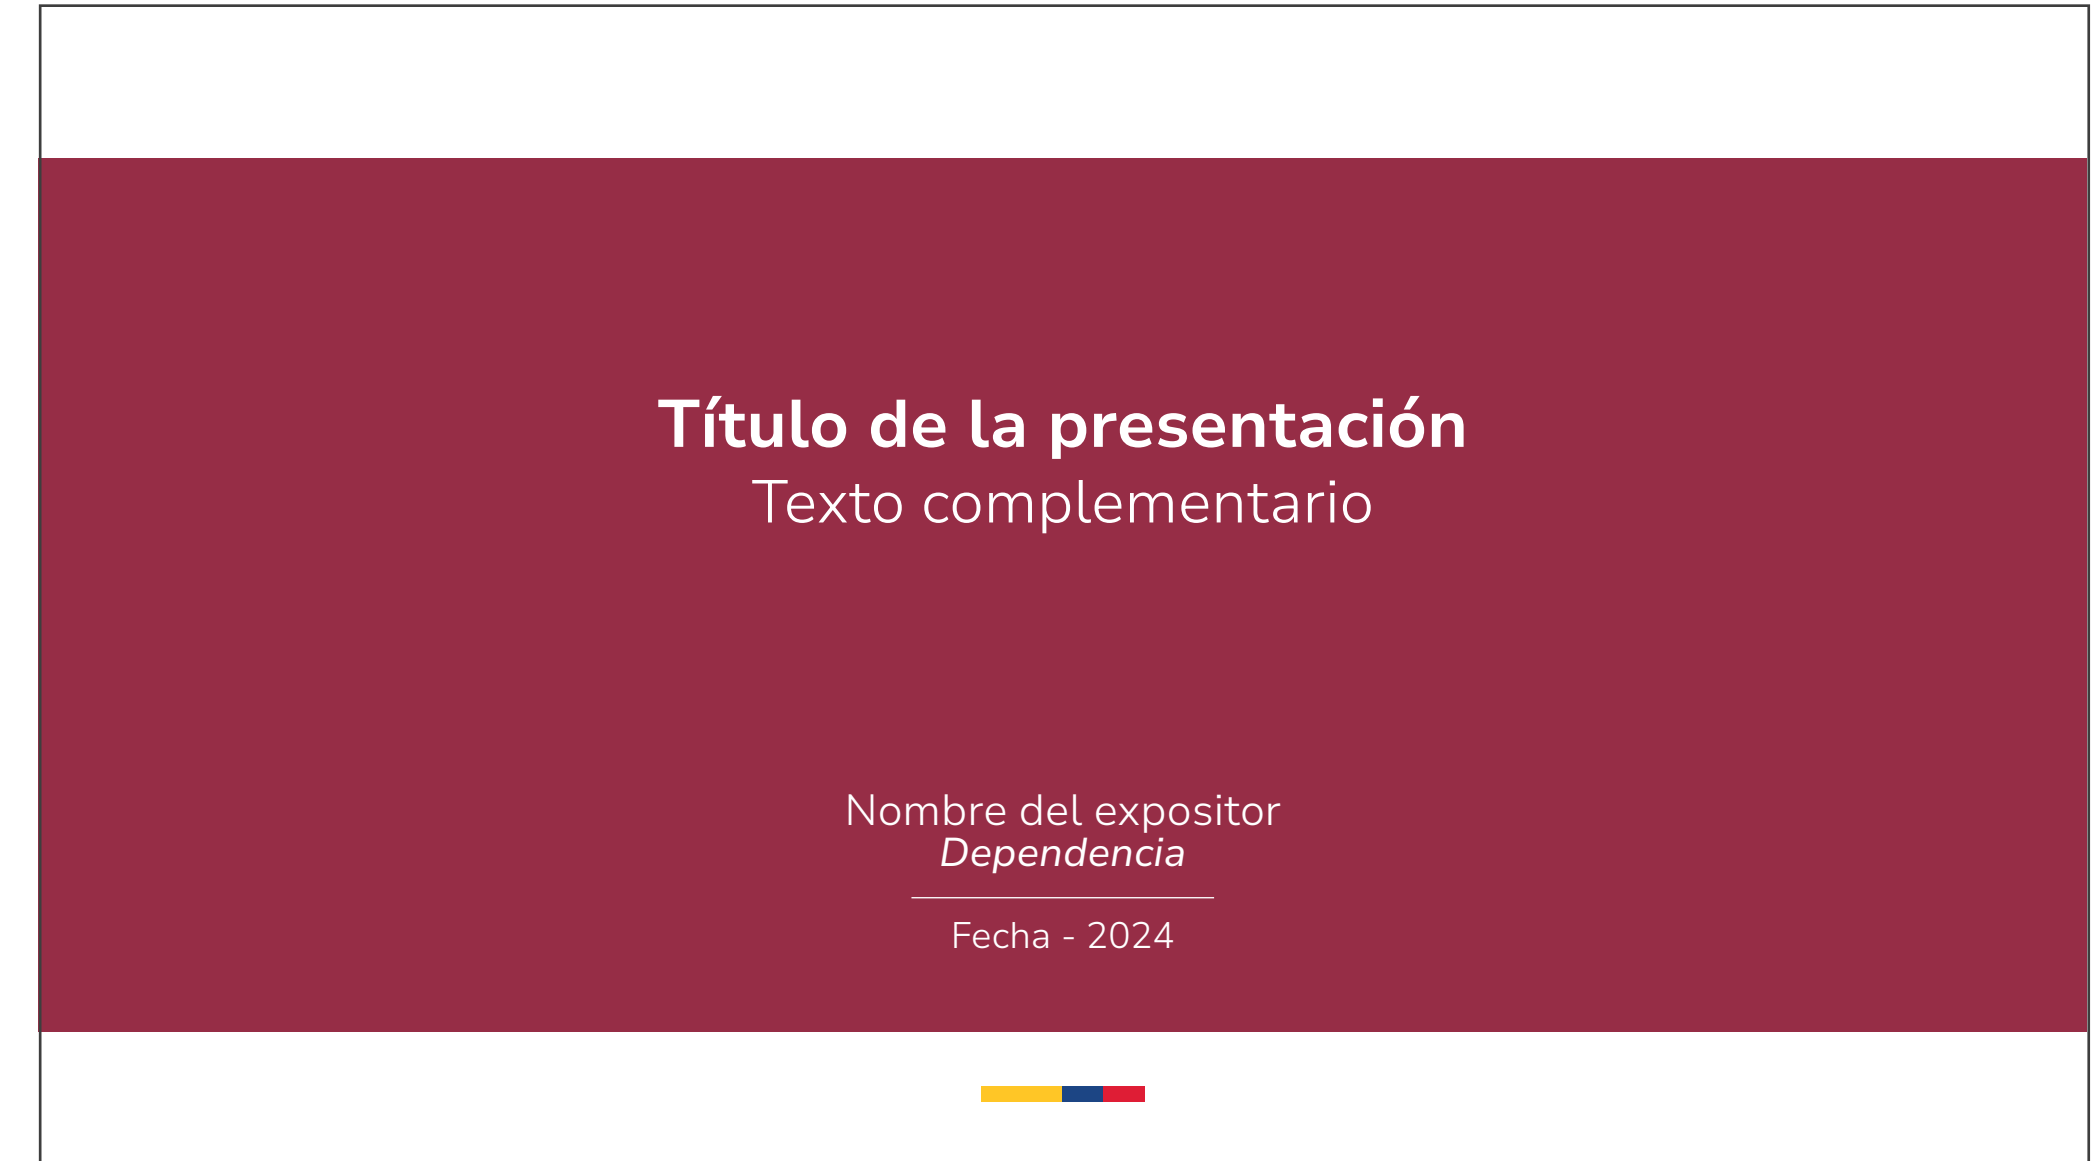 Título de la presentación
Texto complementario
Nombre del expositor
Dependencia
Fecha - 2024